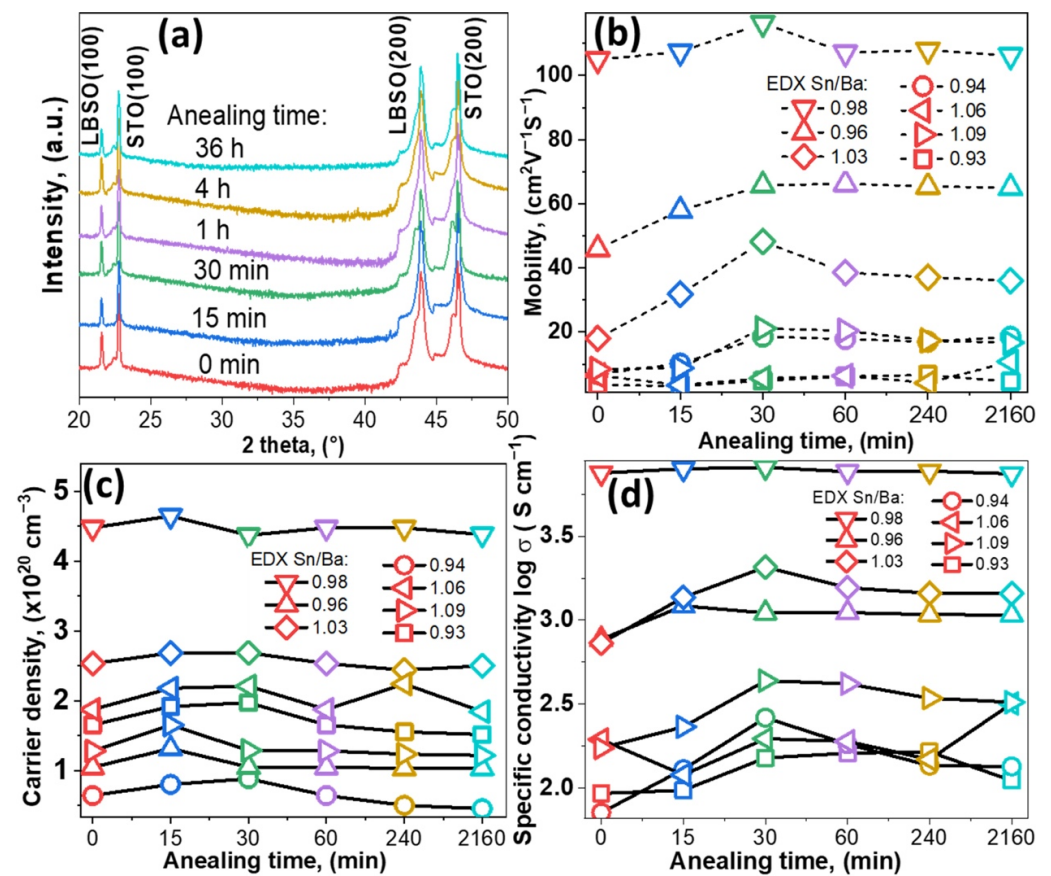 (a)
LBSO(100)
STO(100)
LBSO(200)
STO(200)
Anealing time:
36 h
4 h
1 h
30 min
15 min
0 min
Intensity, (a.u.)
20 25 30 35 40 45 50
2 theta, (°)
(b)
EDX Sn/Ba:
0.98
0.96
1.03
0.94
1.06
1.09
0.93
Mobility, (cm²V⁻¹S⁻¹)
100
80
60
40
20
0 15 30 60 240 2160
Anealing time, (min)
(c)
EDX Sn/Ba:
0.98
0.96
1.03
0.94
1.06
1.09
0.93
Carrier density, (x10²⁰ cm⁻³)
5
4
3
2
1
0 15 30 60 240 2160
Anealing time, (min)
(d)
EDX Sn/Ba:
0.98
0.96
1.03
0.94
1.06
1.09
0.93
Specific conductivity log σ ( S cm⁻¹)
3.5
3.0
2.5
2.0
0 15 30 60 240 2160
Anealing time, (min)